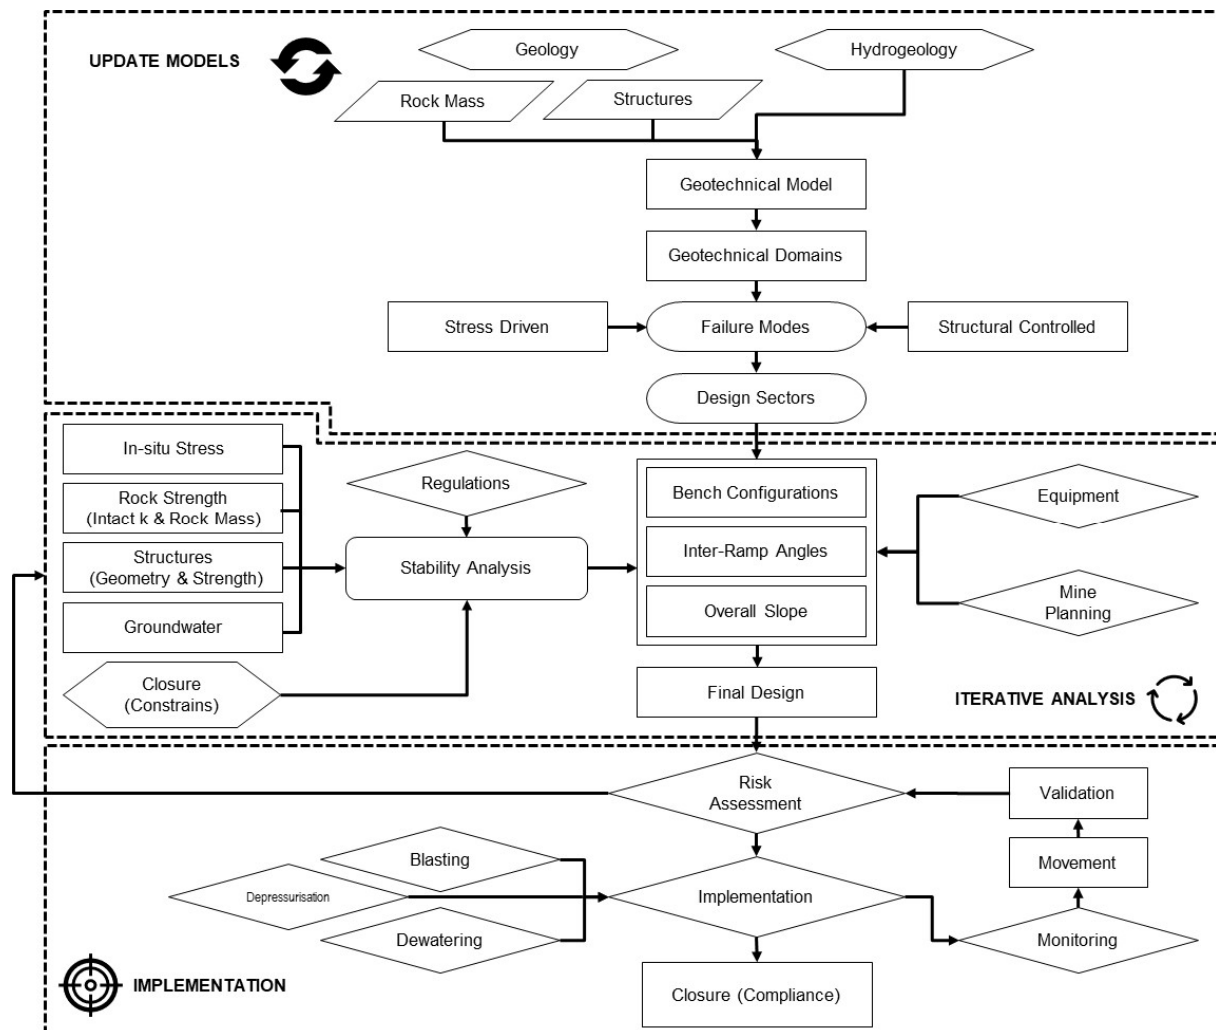 UPDATE MODELS
Geology
Hydrogeology
Rock Mass
Structures
Geotechnical Model
Geotechnical Domains
Stress Driven
Failure Modes
Structural Controlled
Design Sectors
In-situ Stress
Rock Strength
(Intact k & Rock Mass)
Structures
(Geometry & Strength)
Groundwater
Closure
(Constrains)
Regulations
Stability Analysis
Bench Configurations
Inter-Ramp Angles
Overall Slope
Equipment
Mine
Planning
Final Design
ITERATIVE ANALYSIS
Risk
Assessment
Validation
Movement
Blasting
Depressurisation
Dewatering
Implementation
Monitoring
Closure (Compliance)
IMPLEMENTATION